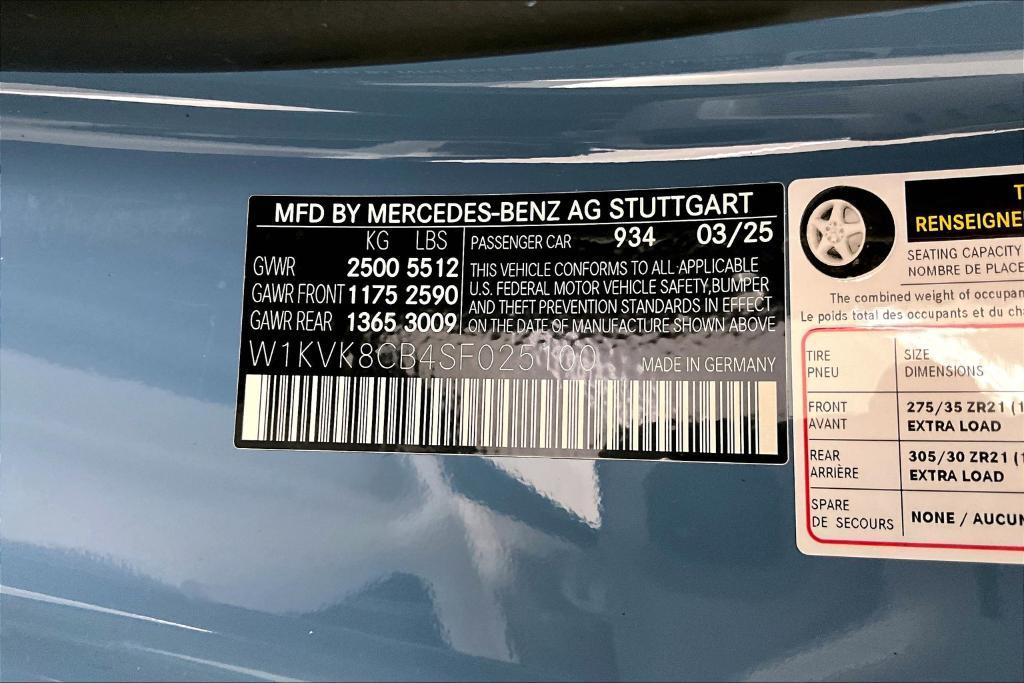 MFD BY MERCEDES-BENZ AG STUTTGART
KG LBS
GVWR 2500 5512
GAWR FRONT 1175 2590
GAWR REAR 1365 3009
PASSENGER CAR 934 03/25
THIS VEHICLE CONFORMS TO ALL APPLICABLE
U.S. FEDERAL MOTOR VEHICLE SAFETY, BUMPER
AND THEFT PREVENTION STANDARDS IN EFFECT
ON THE DATE OF MANUFACTURE SHOWN ABOVE
W1KVK8CB4SF025100 MADE IN GERMANY
RENSEIGNE
SEATING CAPACITY
NOMBRE DE PLACE
The combined weight of occupan
Le poids total des occupants et du cha
TIRE SIZE
PNEU DIMENSIONS
FRONT 275/35 ZR21 (1
AVANT EXTRA LOAD
REAR 305/30 ZR21 (1
ARRIÈRE EXTRA LOAD
SPARE
DE SECOURS NONE / AUCUN